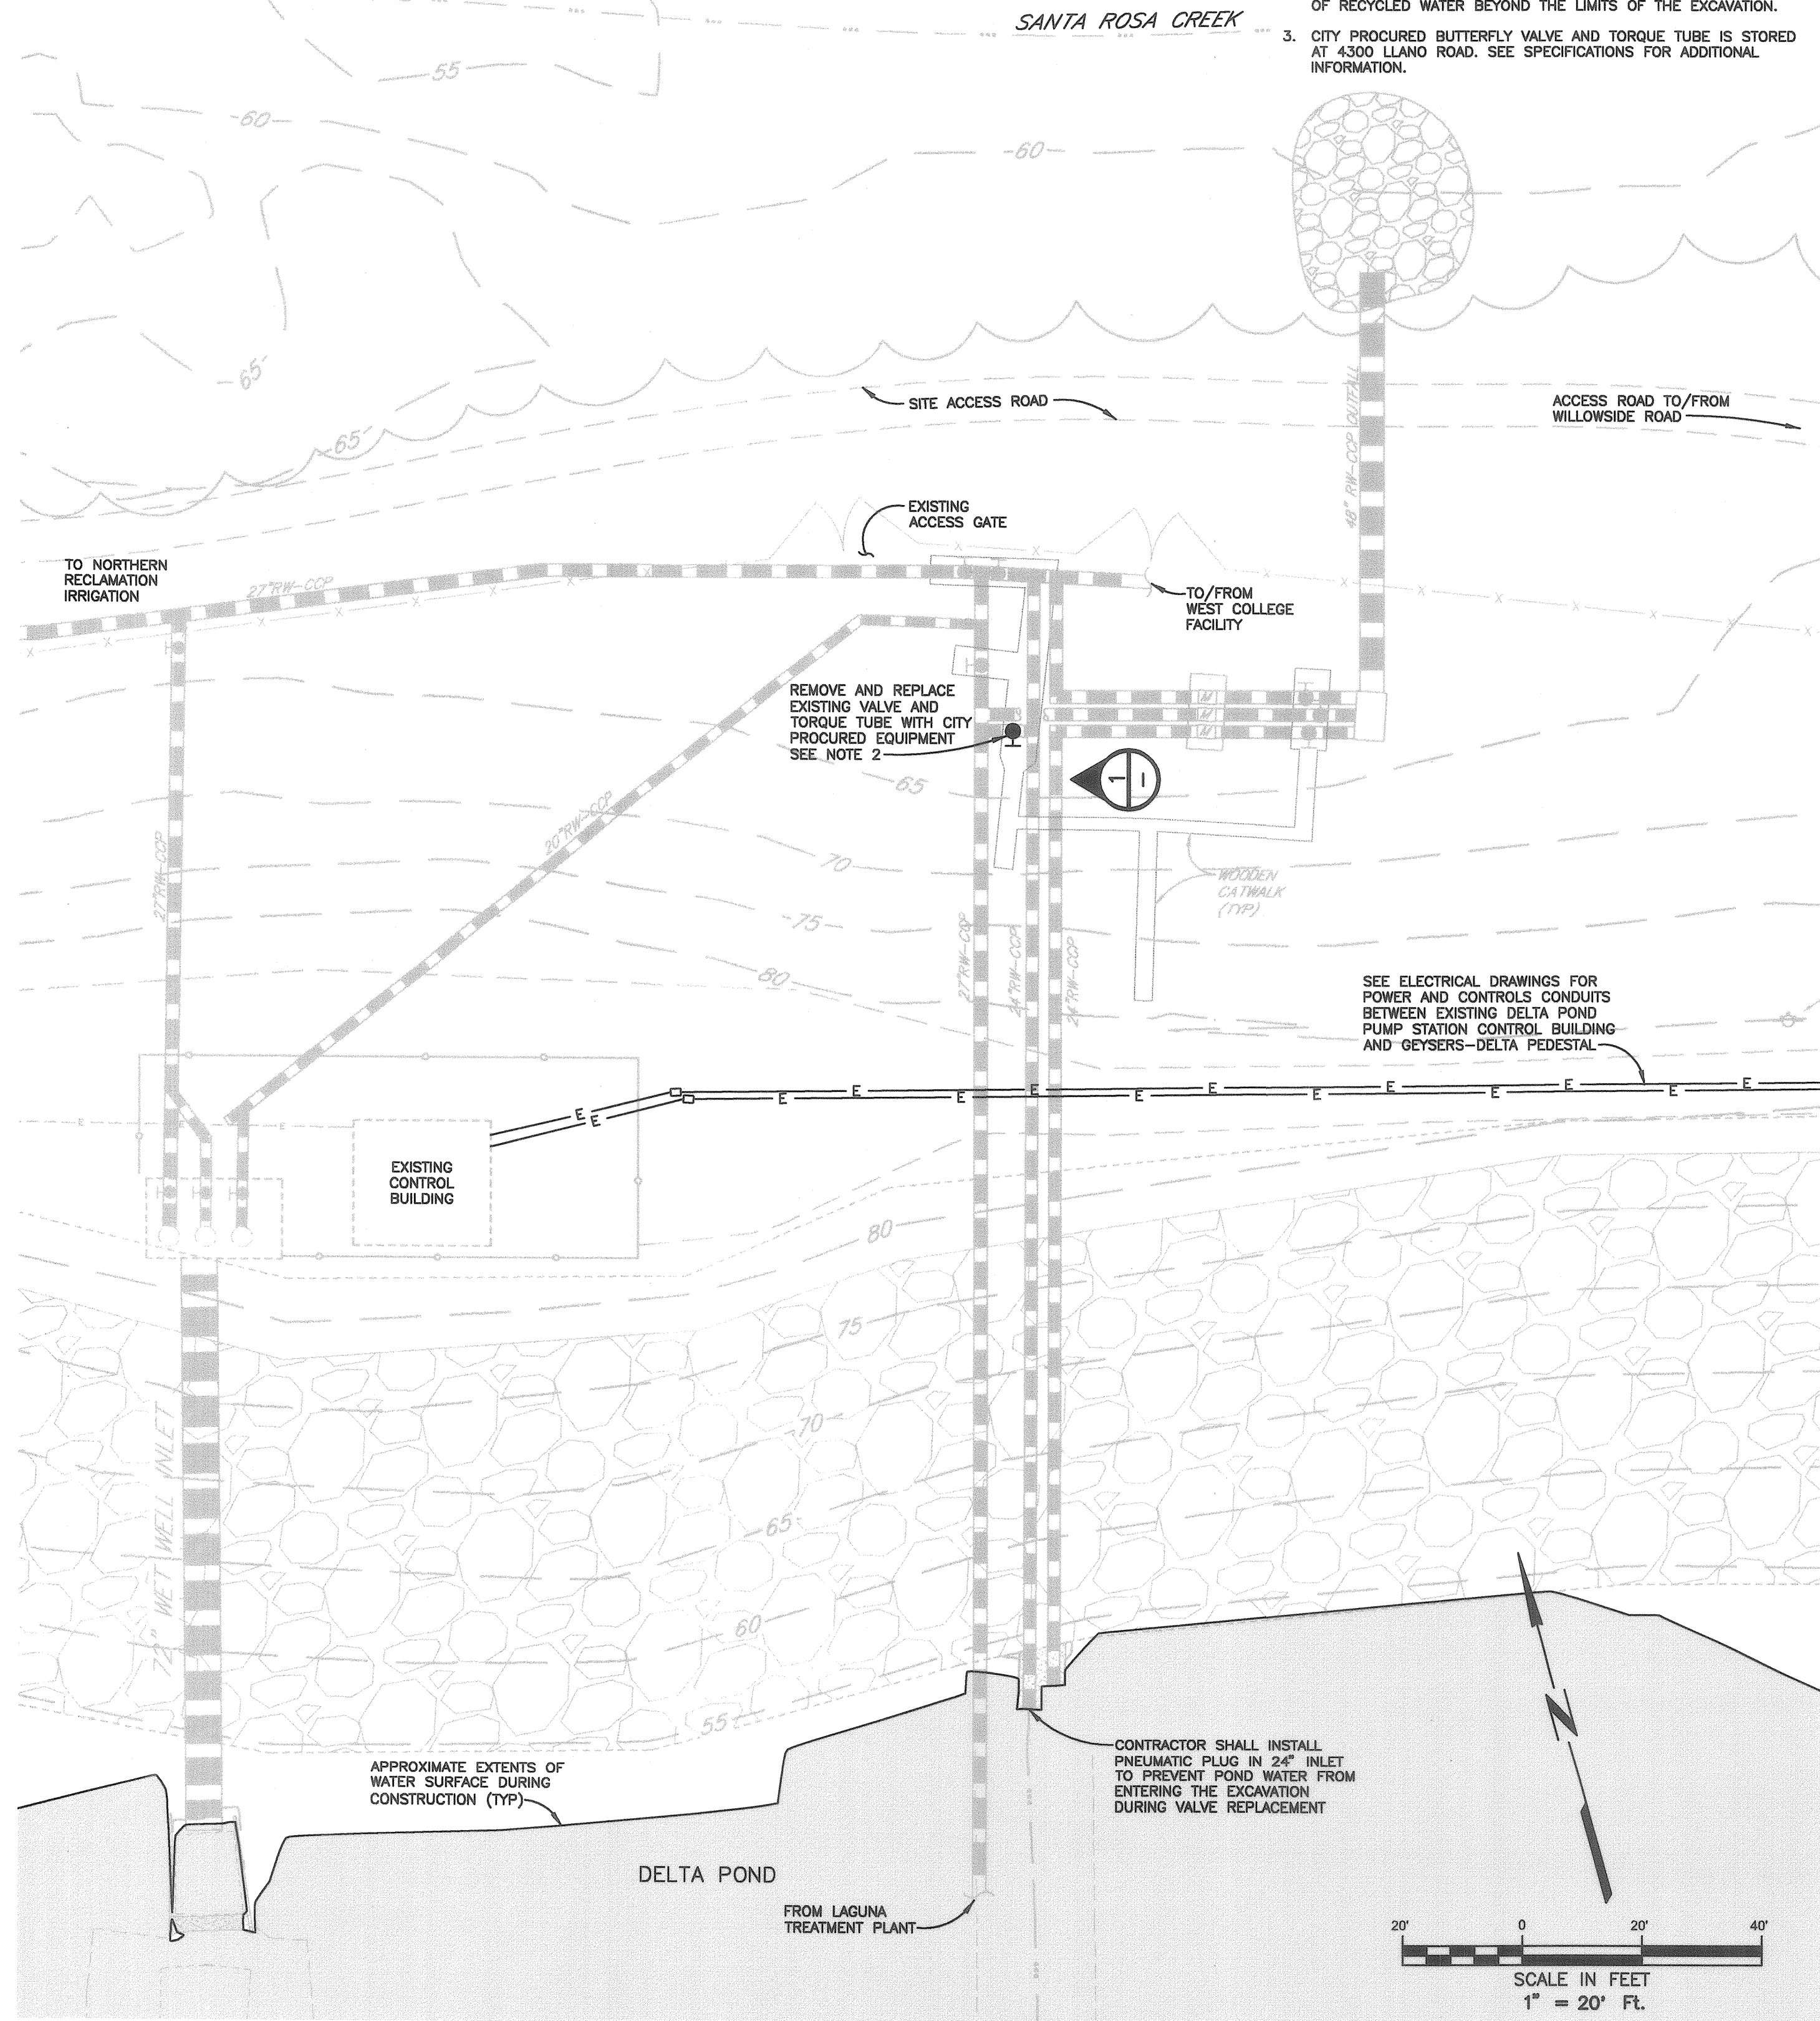 SANTA ROSA CREEK
OF RECYCLED WATER BEYOND THE LIMITS OF THE EXCAVATION.
3. CITY PROCURED BUTTERFLY VALVE AND TORQUE TUBE IS STORED
AT 4300 LLANO ROAD. SEE SPECIFICATIONS FOR ADDITIONAL
INFORMATION.
55
60
60
65
65
SITE ACCESS ROAD
ACCESS ROAD TO/FROM
WILLOWSIDE ROAD
48" RW-CCP OUTFALL
EXISTING
ACCESS GATE
TO NORTHERN
RECLAMATION
IRRIGATION
27"RW-CCP
TO/FROM
WEST COLLEGE
FACILITY
REMOVE AND REPLACE
EXISTING VALVE AND
TORQUE TUBE WITH CITY
PROCURED EQUIPMENT
SEE NOTE 2
M
M
M
1
–
65
20"RW-CCP
27"RW-CCP
70
WOODEN
CATWALK
(TYP)
75
80
27"RW-CCP
24"RW-CCP
24"RW-CCP
SEE ELECTRICAL DRAWINGS FOR
POWER AND CONTROLS CONDUITS
BETWEEN EXISTING DELTA POND
PUMP STATION CONTROL BUILDING
AND GEYSERS-DELTA PEDESTAL
E E E E E E
E E E E E E
E E
EXISTING
CONTROL
BUILDING
80
75
70
65
60
55
72" WET WELL INLET
N
APPROXIMATE EXTENTS OF
WATER SURFACE DURING
CONSTRUCTION (TYP)
CONTRACTOR SHALL INSTALL
PNEUMATIC PLUG IN 24" INLET
TO PREVENT POND WATER FROM
ENTERING THE EXCAVATION
DURING VALVE REPLACEMENT
DELTA POND
FROM LAGUNA
TREATMENT PLANT
20' 0 20' 40'
SCALE IN FEET
1" = 20' Ft.